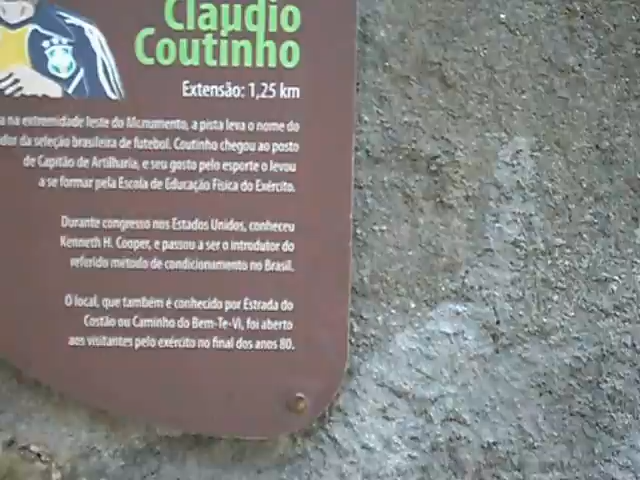 Claudio
Coutinho
Extensão: 1,25 km
a na extremidade leste do Monumento, a pista leva o nome do
dor da seleção brasileira de futebol. Coutinho chegou ao posto
de Capitão de Artilharia, e seu gosto pelo esporte o levou
a se formar pela Escola de Educação Física do Exército.
Durante congresso nos Estados Unidos, conheceu
Kenneth H. Cooper, e passou a ser o introdutor do
referido método de condicionamento no Brasil.
O local, que também é conhecido por Estrada do
Costão ou Caminho do Bem-Te-Vi, foi aberto
aos visitantes pelo exército no final dos anos 80.